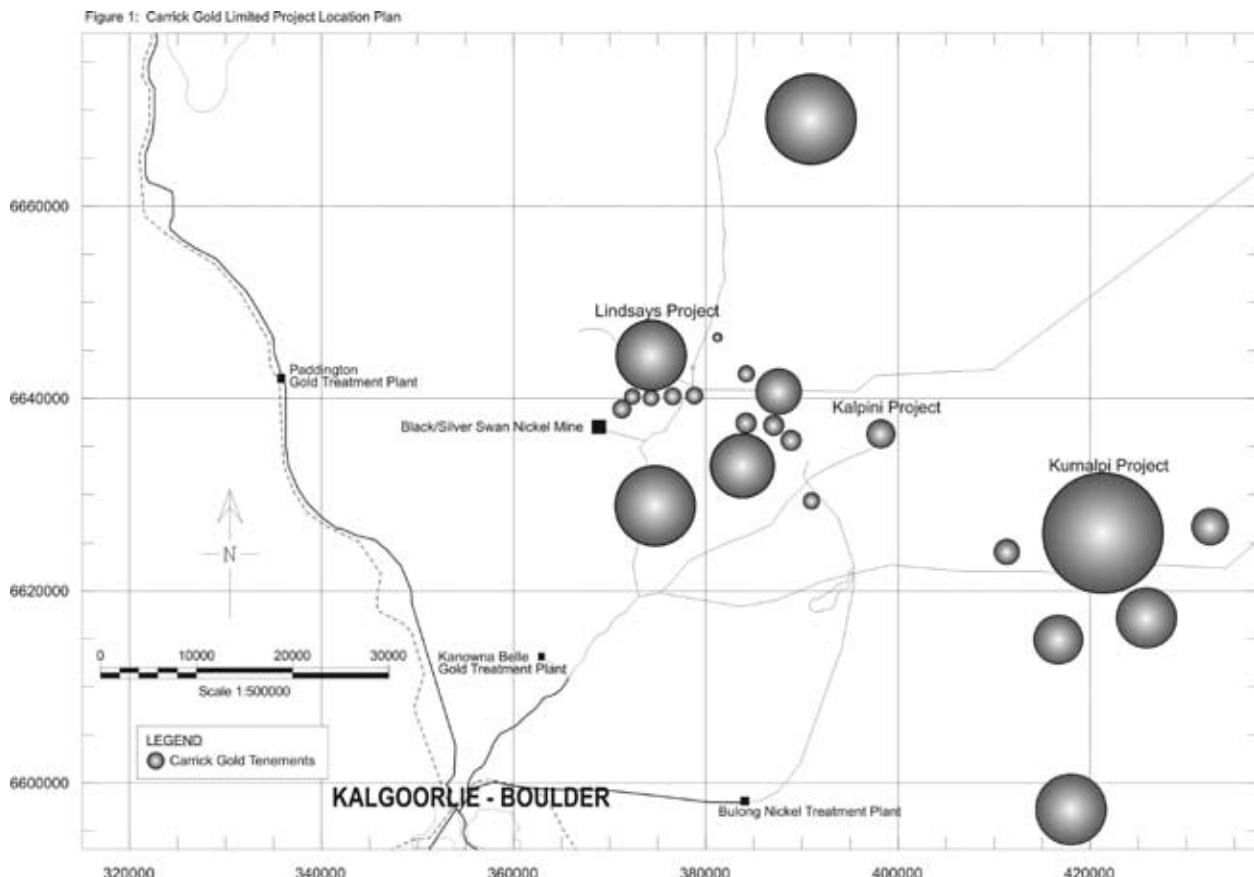 Figure 1: Carrick Gold Limited Project Location Plan
6660000
Lindsays Project
Paddington
Gold Treatment Plant
6640000
Kalpini Project
Black/Silver Swan Nickel Mine
Kurnalpi Project
N
6620000
0 10000 20000 30000
Kanowna Belle
Gold Treatment Plant
Scale 1:500000
LEGEND
Carrick Gold Tenements
6600000
KALGOORLIE - BOULDER
Bulong Nickel Treatment Plant
320000 340000 360000 380000 400000 420000